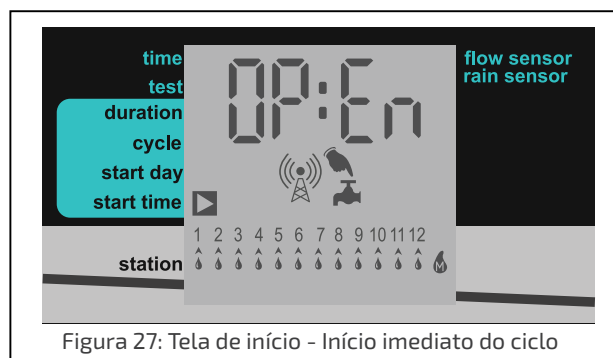 time
test
duration
cycle
start day
start time
OP:En
flow sensor
rain sensor
1 2 3 4 5 6 7 8 9 10 11 12
station
M
Figura 27: Tela de início - Início imediato do ciclo